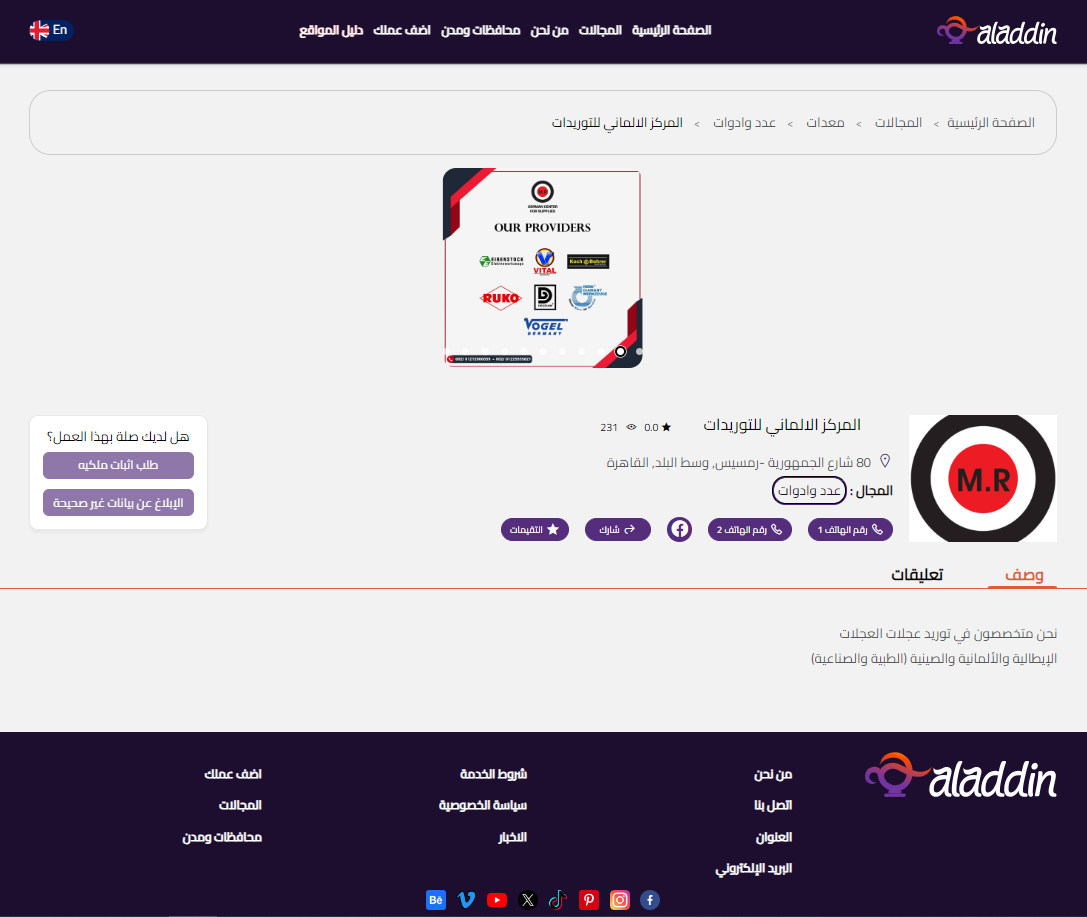 aladdin
الصفحة الرئيسية المجالات من نحن محافظات ومدن اضف عملك دليل المواقع
En
الصفحة الرئيسية > المجالات > معدات > عدد وادوات > المركز الالماني للتوريدات
M.R
GERMAN CENTER
FOR SUPPLIES
OUR PROVIDERS
EIBENSTOCK
Elektrowerkzeuge
VITAL
RUKO
D
VOGEL
GERMANY
M.R
المركز الالماني للتوريدات
0.0
231
80 شارع الجمهورية -رمسيس, وسط البلد, القاهرة
المجال :
عدد وادوات
رقم الهاتف 1
رقم الهاتف 2
شارك
التقيمات
هل لديك صلة بهذا العمل؟
طلب اثبات ملكيه
الإبلاغ عن بيانات غير صحيحة
وصف
تعليقات
نحن متخصصون في توريد عجلات العجلات
الإيطالية والألمانية والصينية (الطبية والصناعية)
aladdin
من نحن
اتصل بنا
العنوان
البريد الإلكتروني
شروط الخدمة
سياسة الخصوصية
الاخبار
اضف عملك
المجالات
محافظات ومدن
Bē